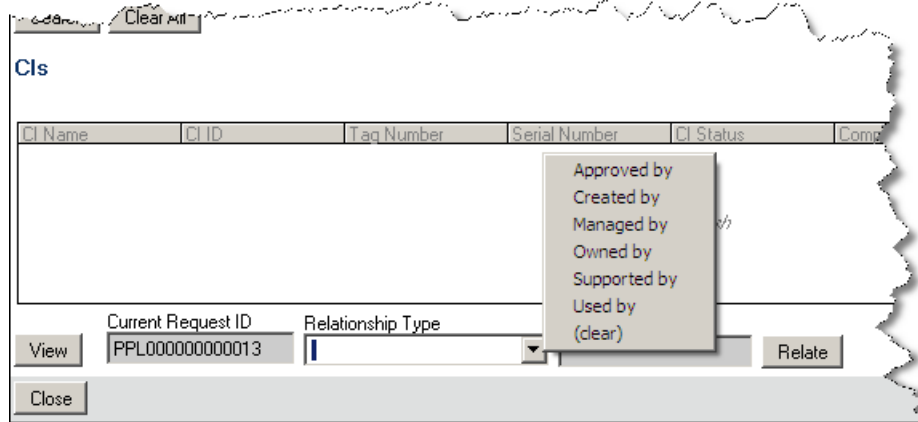 Clear All
CIs
CI Name CI ID Tag Number Serial Number CI Status
Approved by
Created by
Managed by
Owned by
Supported by
Used by
(clear)
Current Request ID Relationship Type
View PPL000000000013 Relate
Close